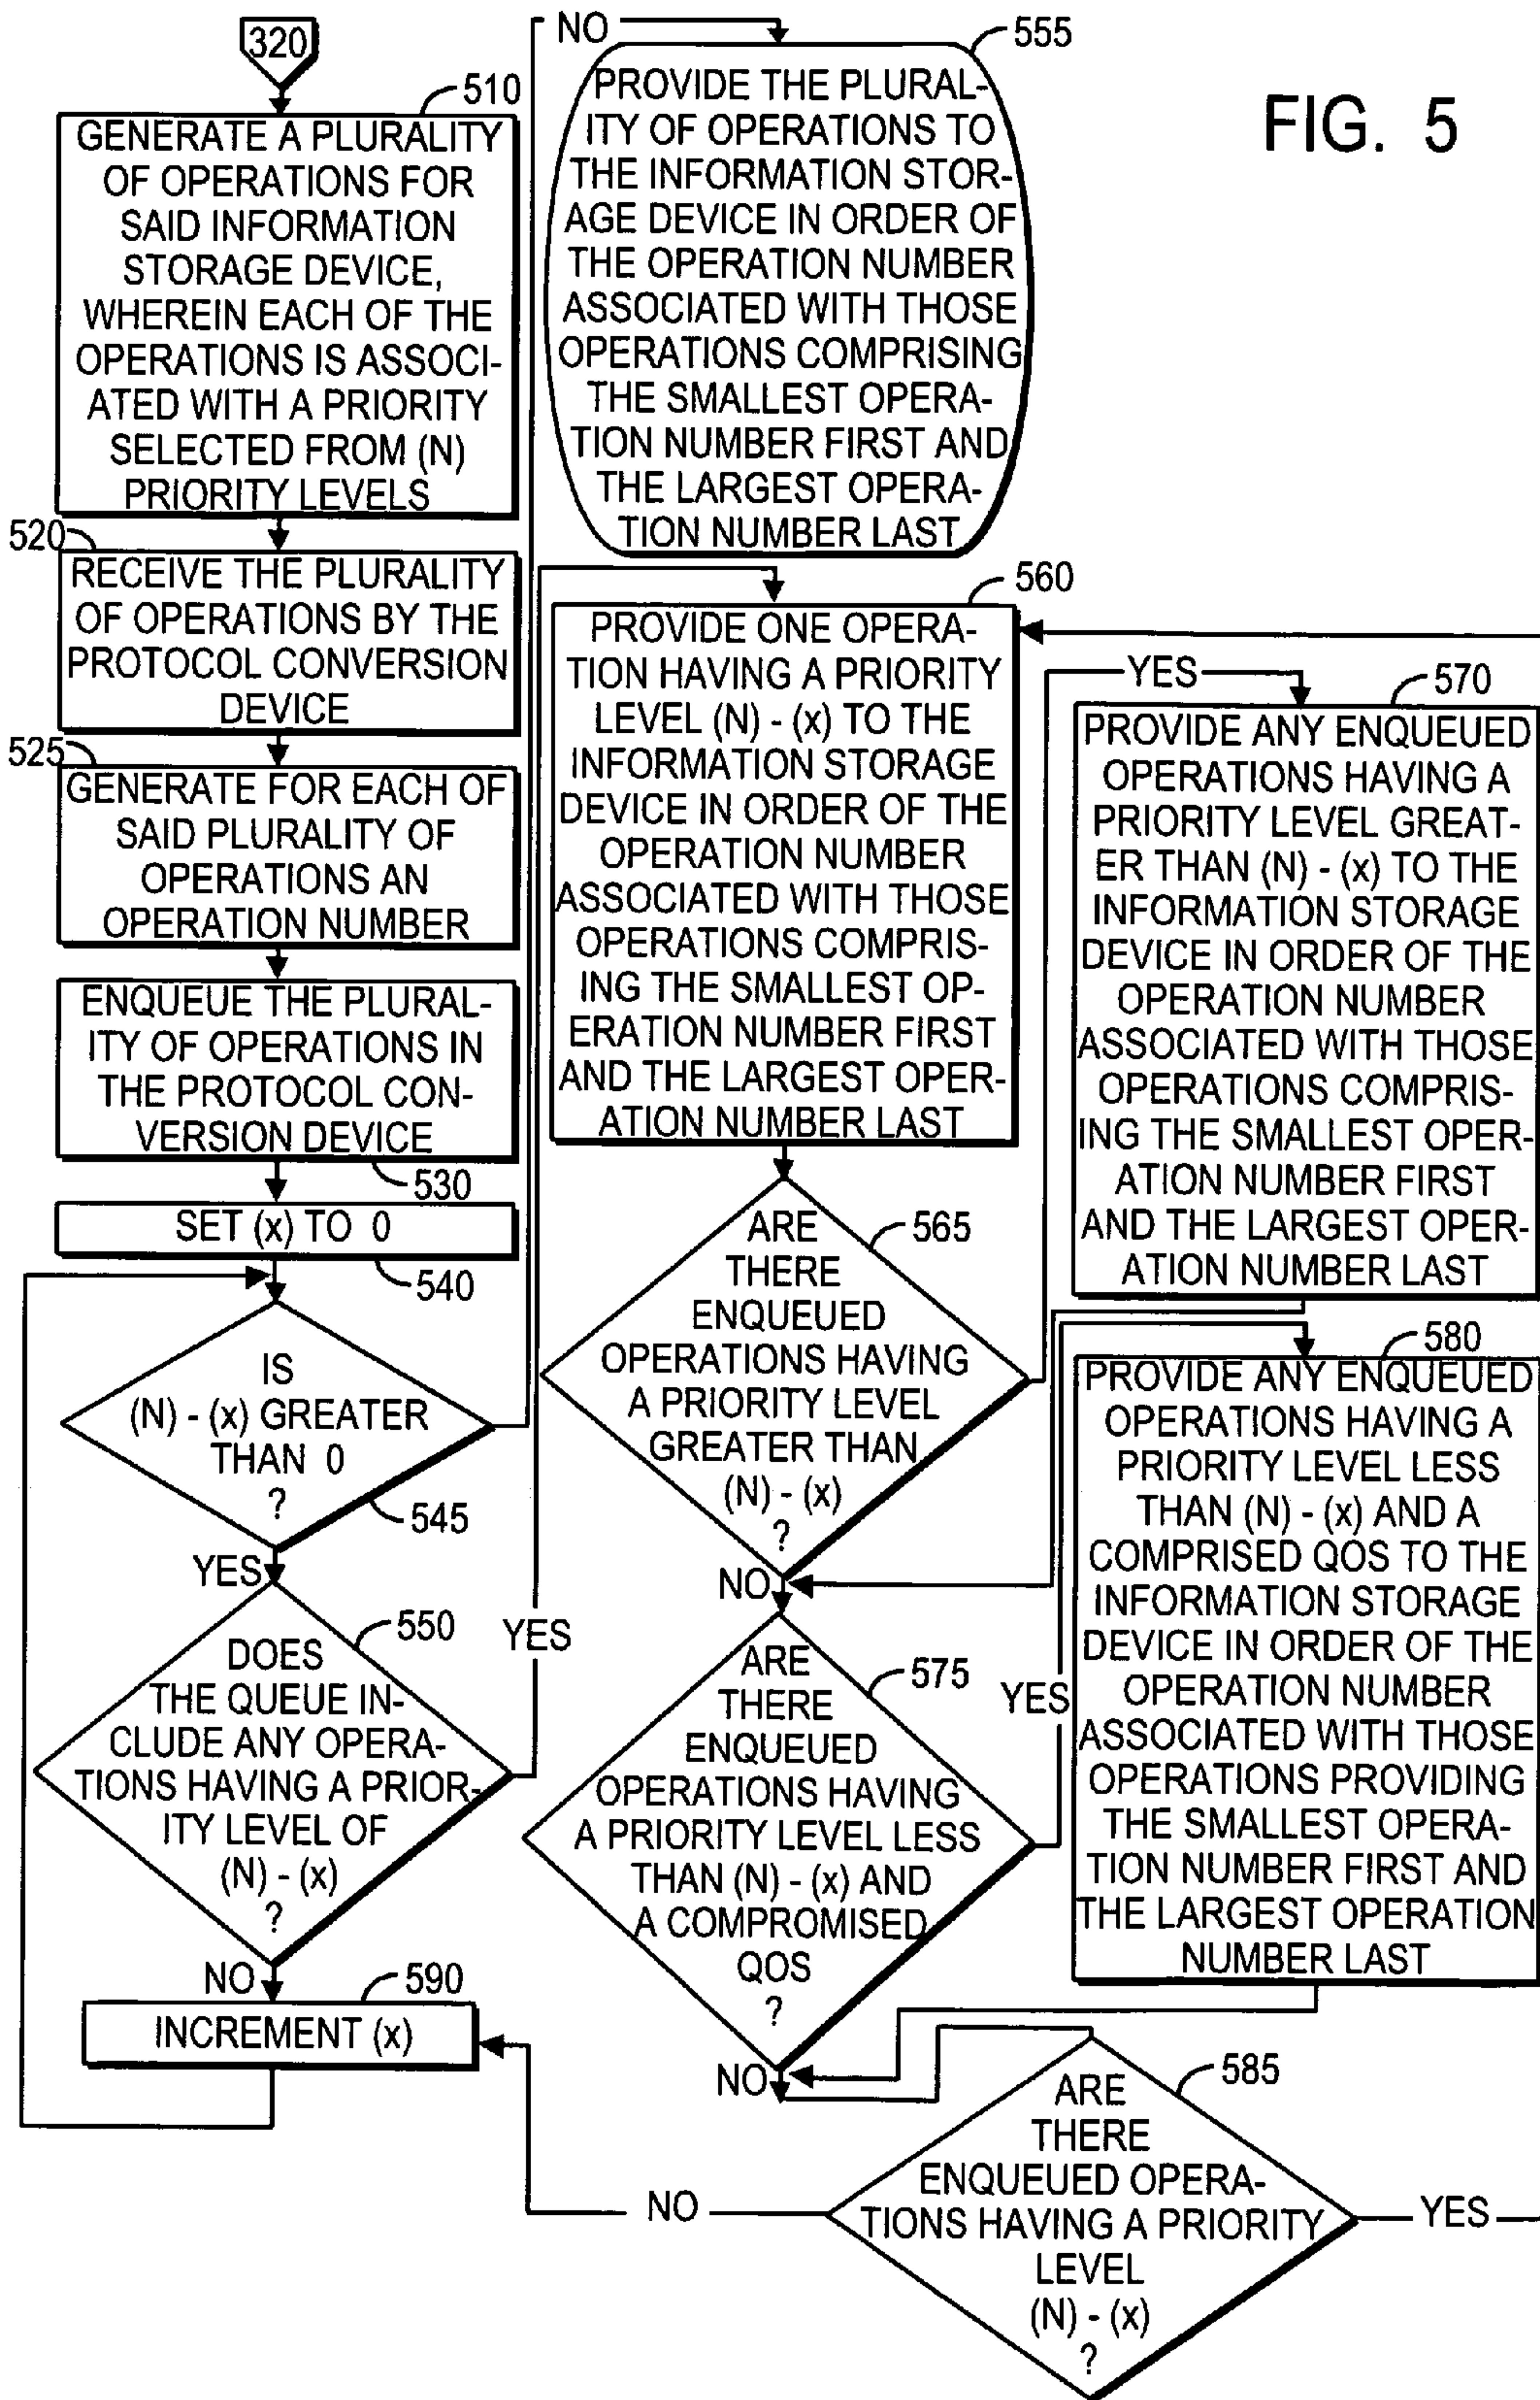 320
510
GENERATE A PLURALITY
OF OPERATIONS FOR
SAID INFORMATION
STORAGE DEVICE,
WHEREIN EACH OF THE
OPERATIONS IS ASSOCI-
ATED WITH A PRIORITY
SELECTED FROM (N)
PRIORITY LEVELS
520
RECEIVE THE PLURALITY
OF OPERATIONS BY THE
PROTOCOL CONVERSION
DEVICE
525
GENERATE FOR EACH OF
SAID PLURALITY OF
OPERATIONS AN
OPERATION NUMBER
ENQUEUE THE PLURAL-
ITY OF OPERATIONS IN
THE PROTOCOL CON-
VERSION DEVICE
530
SET (x) TO 0
540
IS
(N) - (x) GREATER
THAN 0
?
545
YES
550
DOES
THE QUEUE IN-
CLUDE ANY OPERA-
TIONS HAVING A PRIOR-
ITY LEVEL OF
(N) - (x)
?
NO
590
INCREMENT (x)
NO
555
PROVIDE THE PLURAL-
ITY OF OPERATIONS TO
THE INFORMATION STOR-
AGE DEVICE IN ORDER OF
THE OPERATION NUMBER
ASSOCIATED WITH THOSE
OPERATIONS COMPRISING
THE SMALLEST OPERA-
TION NUMBER FIRST AND
THE LARGEST OPERA-
TION NUMBER LAST
FIG. 5
YES
560
PROVIDE ONE OPERA-
TION HAVING A PRIORITY
LEVEL (N) - (x) TO THE
INFORMATION STORAGE
DEVICE IN ORDER OF THE
OPERATION NUMBER
ASSOCIATED WITH THOSE
OPERATIONS COMPRIS-
ING THE SMALLEST OP-
ERATION NUMBER FIRST
AND THE LARGEST OPER-
ATION NUMBER LAST
565
ARE
THERE
ENQUEUED
OPERATIONS HAVING
A PRIORITY LEVEL
GREATER THAN
(N) - (x)
?
NO
YES
570
PROVIDE ANY ENQUEUED
OPERATIONS HAVING A
PRIORITY LEVEL GREAT-
ER THAN (N) - (x) TO THE
INFORMATION STORAGE
DEVICE IN ORDER OF THE
OPERATION NUMBER
ASSOCIATED WITH THOSE
OPERATIONS COMPRIS-
ING THE SMALLEST OPER-
ATION NUMBER FIRST
AND THE LARGEST OPER-
ATION NUMBER LAST
575
ARE
THERE
ENQUEUED
OPERATIONS HAVING
A PRIORITY LEVEL LESS
THAN (N) - (x) AND
A COMPROMISED
QOS
?
NO
YES
580
PROVIDE ANY ENQUEUED
OPERATIONS HAVING A
PRIORITY LEVEL LESS
THAN (N) - (x) AND A
COMPRISED QOS TO THE
INFORMATION STORAGE
DEVICE IN ORDER OF THE
OPERATION NUMBER
ASSOCIATED WITH THOSE
OPERATIONS PROVIDING
THE SMALLEST OPERA-
TION NUMBER FIRST AND
THE LARGEST OPERATION
NUMBER LAST
585
ARE
THERE
ENQUEUED OPERA-
TIONS HAVING A PRIORITY
LEVEL
(N) - (x)
?
NO
YES